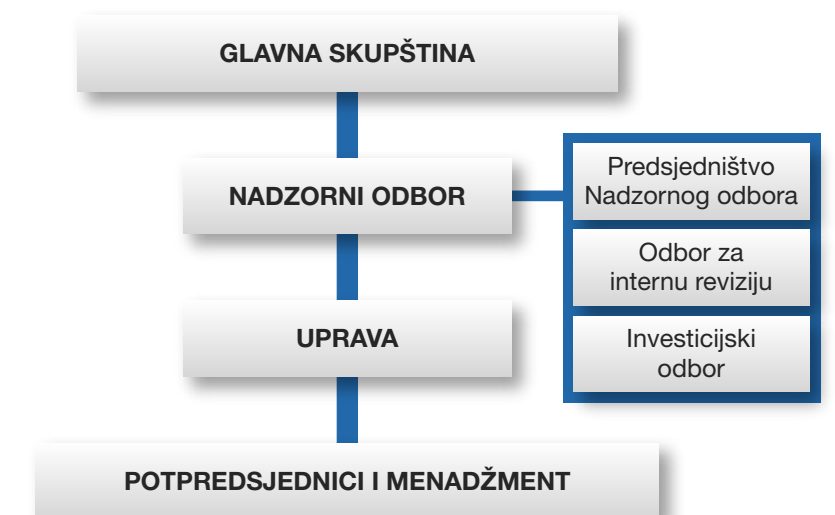 GLAVNA SKUPŠTINA
NADZORNI ODBOR
Predsjedništvo
Nadzornog odbora
Odbor za
internu reviziju
UPRAVA
Investicijski
odbor
POTPREDSJEDNICI I MENADŽMENT